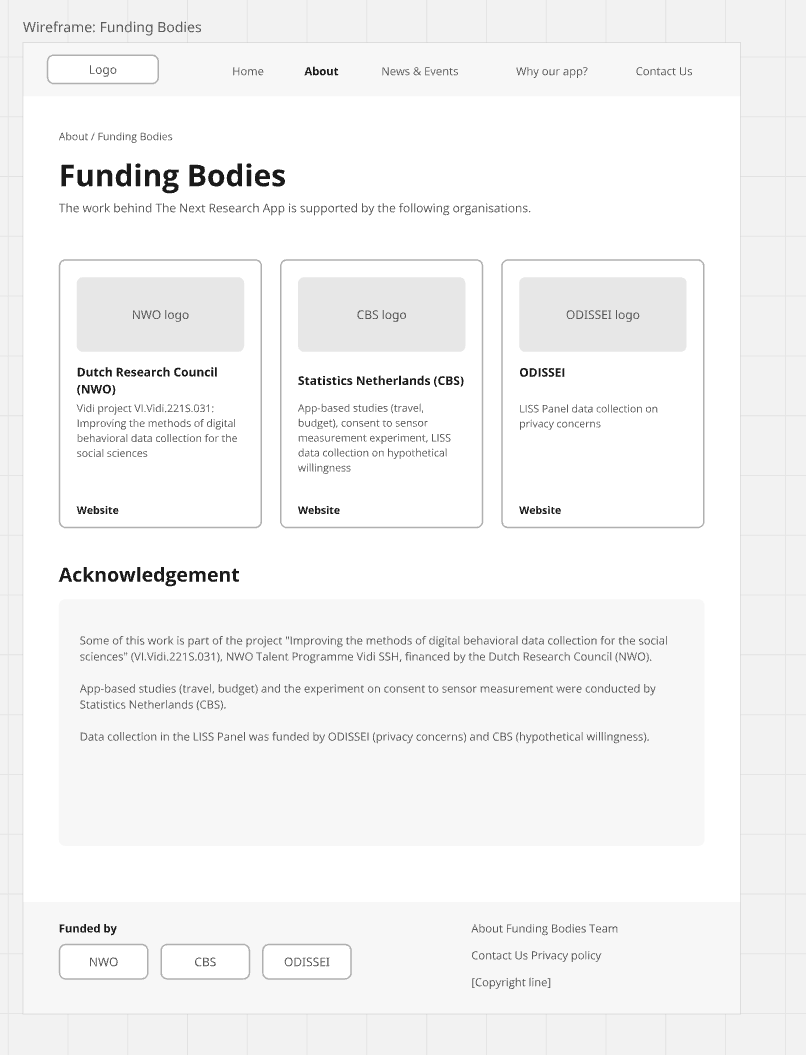 Wireframe: Funding Bodies
Logo
Home
About
News & Events
Why our app?
Contact Us
About / Funding Bodies
Funding Bodies
The work behind The Next Research App is supported by the following organisations.
NWO logo
Dutch Research Council
(NWO)
Vidi project VI.Vidi.221S.031:
Improving the methods of digital
behavioral data collection for the
social sciences
Website
CBS logo
Statistics Netherlands (CBS)
App-based studies (travel,
budget), consent to sensor
measurement experiment, LISS
data collection on hypothetical
willingness
Website
ODISSEI logo
ODISSEI
LISS Panel data collection on
privacy concerns
Website
Acknowledgement
Some of this work is part of the project "Improving the methods of digital behavioral data collection for the social
sciences" (VI.Vidi.221S.031), NWO Talent Programme Vidi SSH, financed by the Dutch Research Council (NWO).
App-based studies (travel, budget) and the experiment on consent to sensor measurement were conducted by
Statistics Netherlands (CBS).
Data collection in the LISS Panel was funded by ODISSEI (privacy concerns) and CBS (hypothetical willingness).
Funded by
NWO
CBS
ODISSEI
About Funding Bodies Team
Contact Us Privacy policy
[Copyright line]